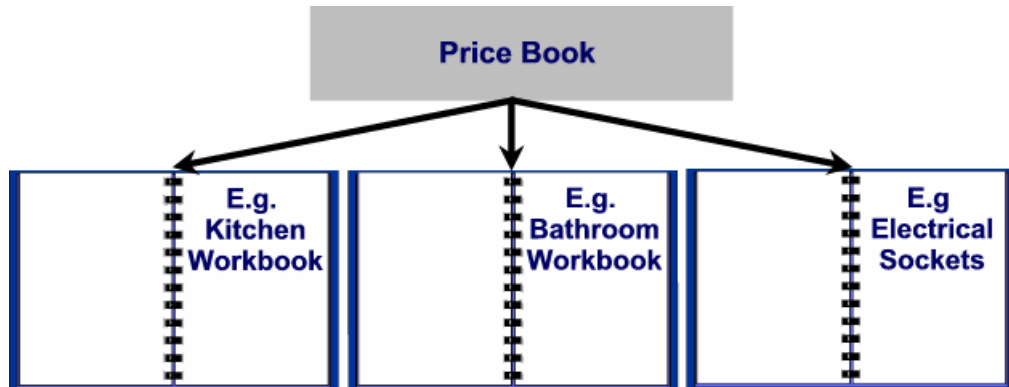 Price Book
E.g.
Kitchen
Workbook
E.g.
Bathroom
Workbook
E.g
Electrical
Sockets